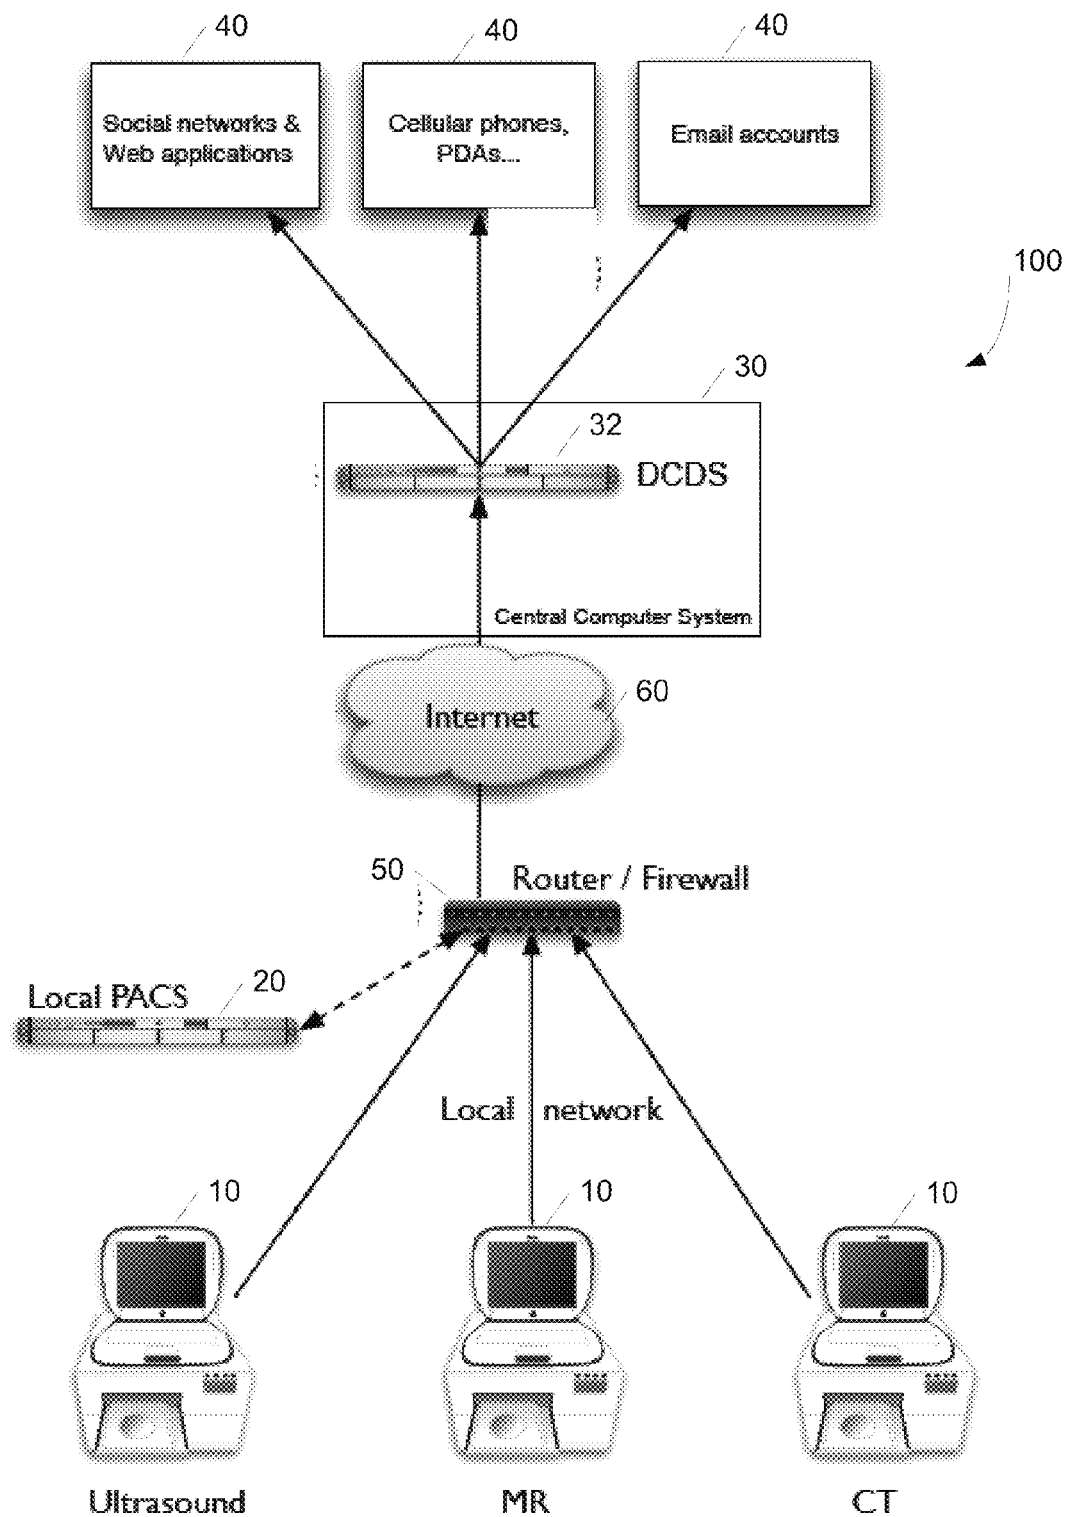 40
40
40
Social networks &
Web applications
Cellular phones,
PDAs...
Email accounts
100
30
32
DCDS
Central Computer System
60
Internet
50
Router / Firewall
Local PACS
20
Local network
10
10
10
Ultrasound
MR
CT